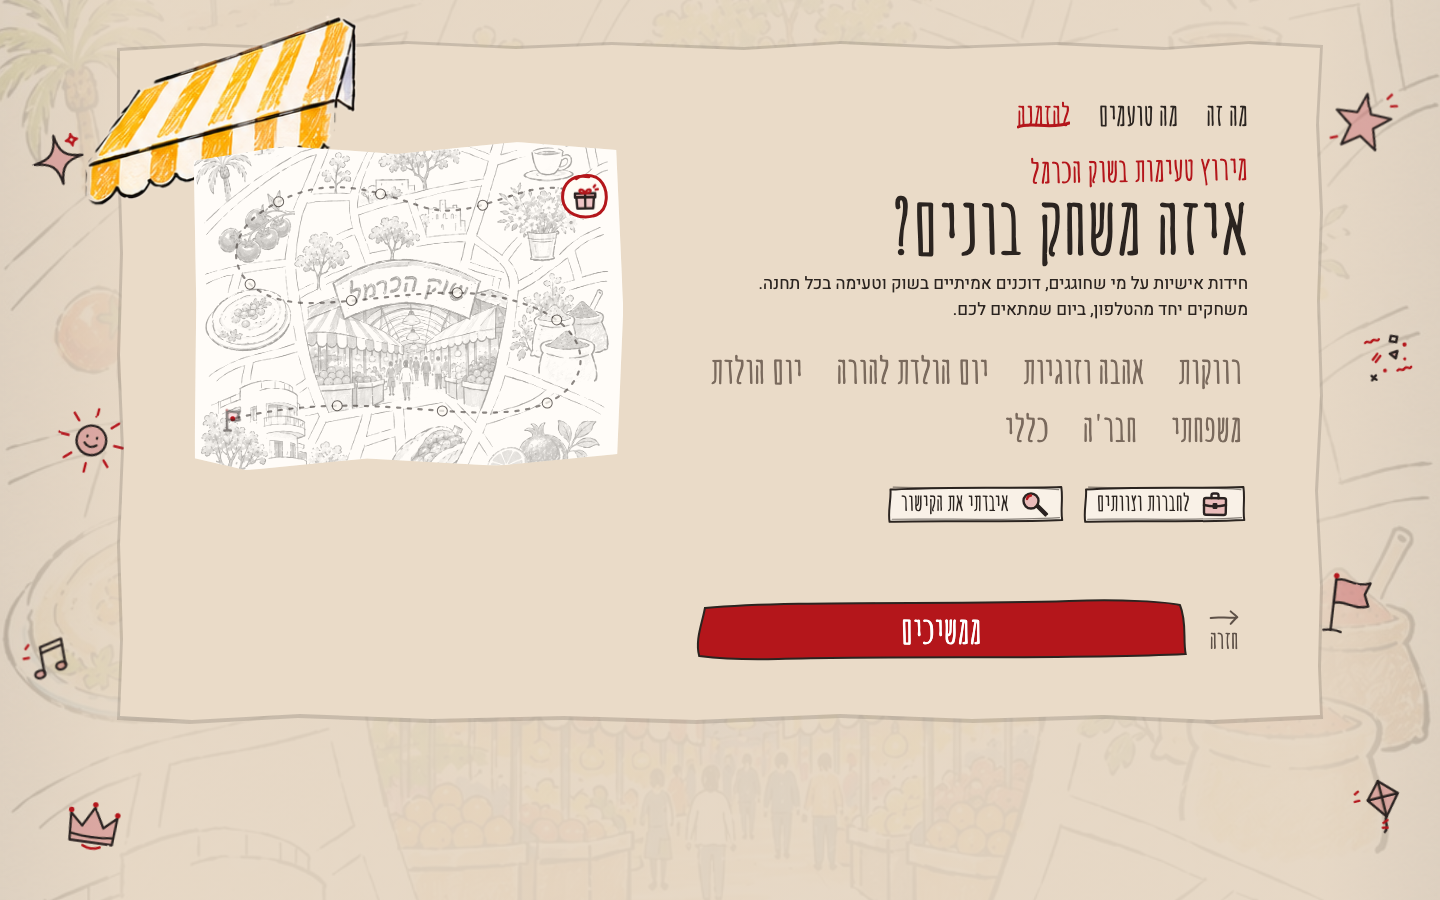 מה זה
מה טועמים
להזמנה
מירוץ טעימות בשוק הכרמל
איזה משחק בונים?
חידות אישיות על מי שחוגגים, דוכנים אמיתיים בשוק וטעימה בכל תחנה.
משחקים יחד מהטלפון, ביום שמתאים לכם.
רווקות
אהבה וזוגיות
יום הולדת להורה
יום הולדת
משפחתי
חבר'ה
כללי
לחברות וצוותים
איבדתי את הקישור
חזרה
ממשיכים
שוק הכרמל